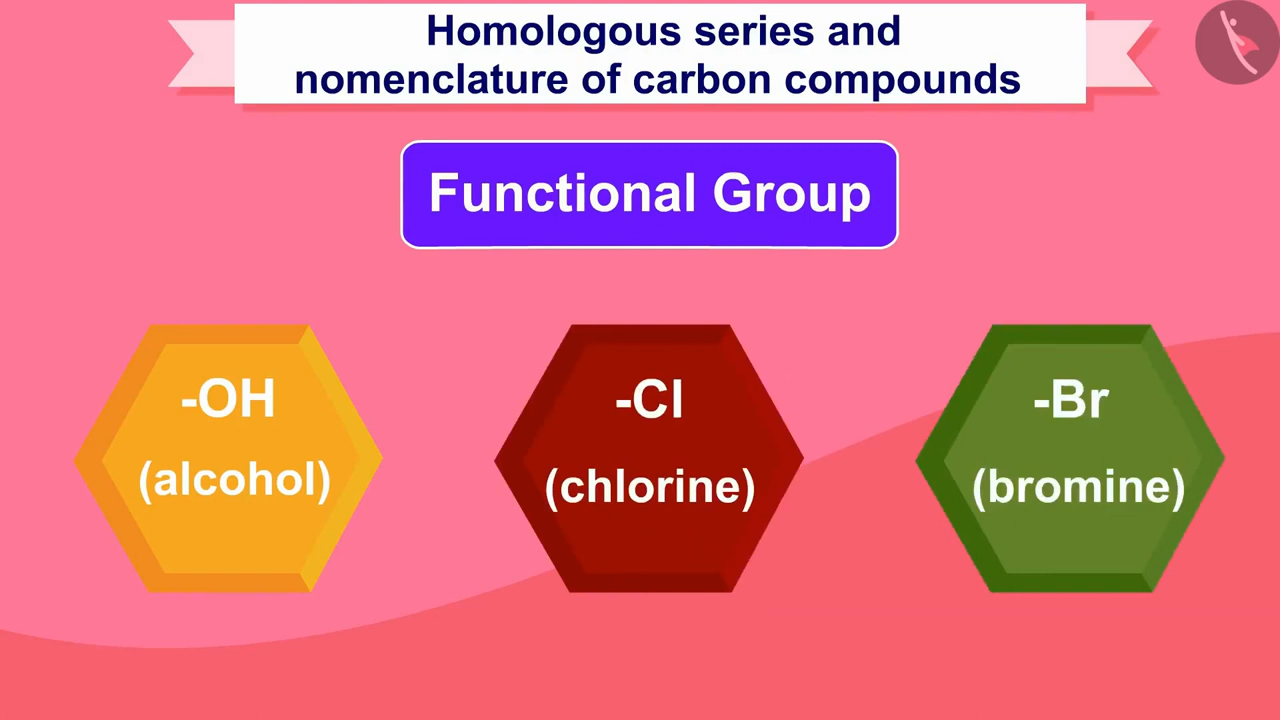 Homologous series and
nomenclature of carbon compounds
Functional Group
-OH
(alcohol)
-Cl
(chlorine)
-Br
(bromine)